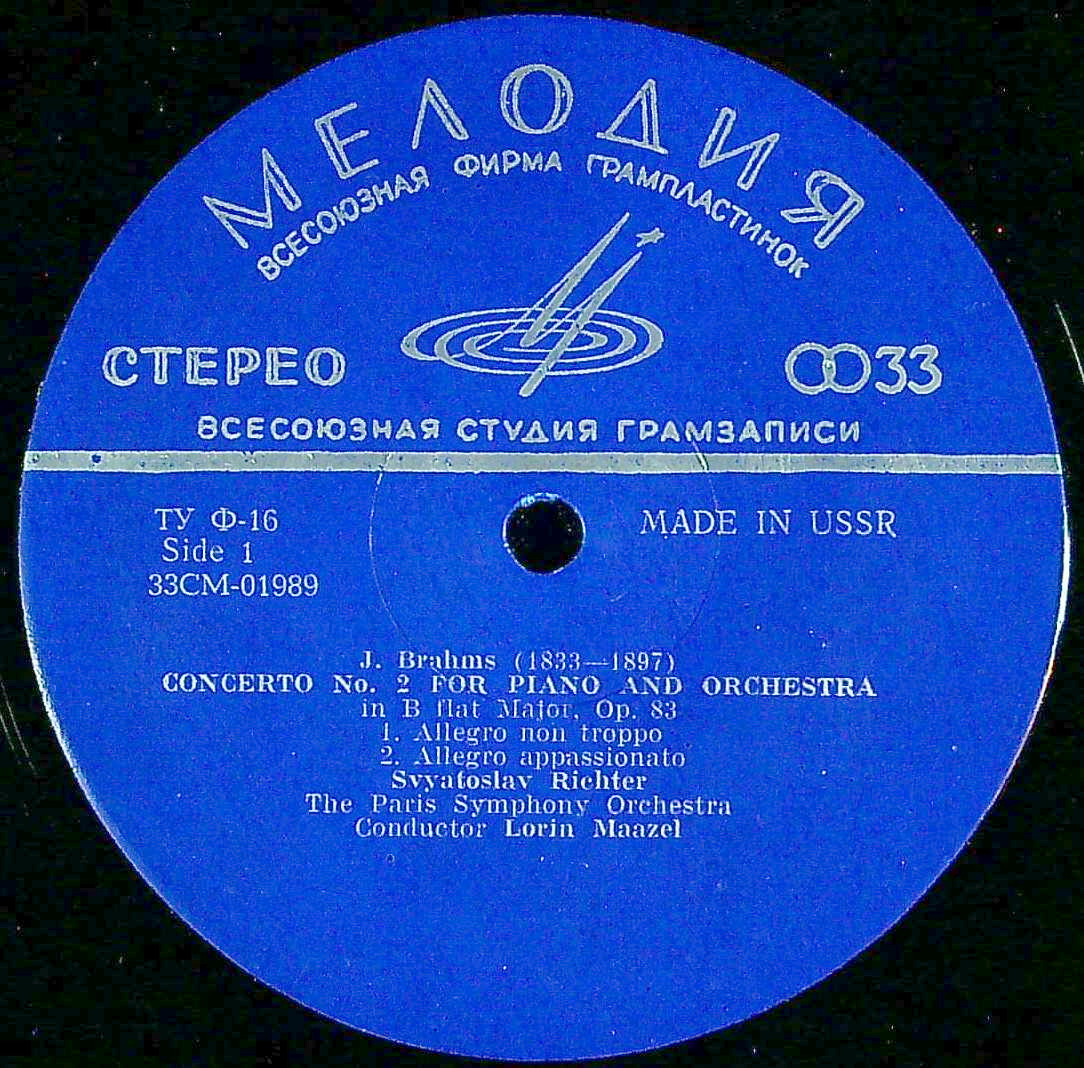 МЕЛОДИЯ
ВСЕСОЮЗНАЯ ФИРМА ГРАМПЛАСТИНОК
СТЕРЕО
33
ВСЕСОЮЗНАЯ СТУДИЯ ГРАМЗАПИСИ
ТУ Ф-16
MADE IN USSR
Side 1
33СМ-01989
J. Brahms (1833—1897)
CONCERTO No. 2 FOR PIANO AND ORCHESTRA
in B flat Major, Op. 83
1. Allegro non troppo
2. Allegro appassionato
Svyatoslav Richter
The Paris Symphony Orchestra
Conductor Lorin Maazel